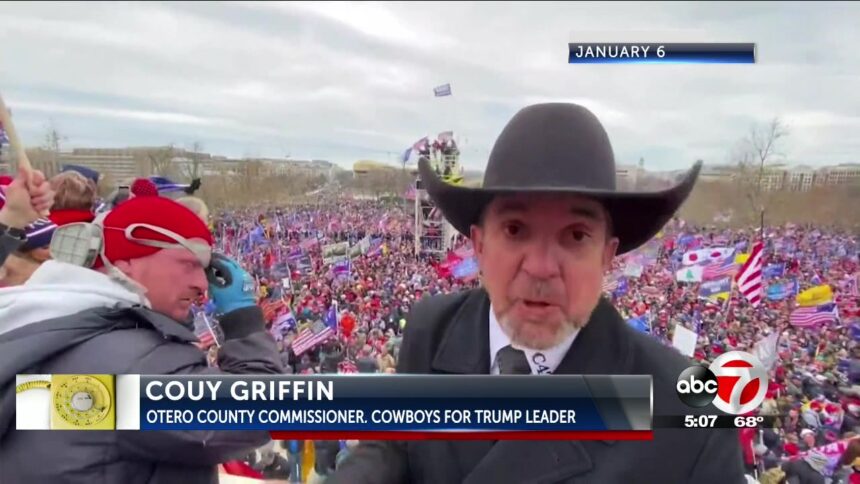 JANUARY 6
COUY GRIFFIN
OTERO COUNTY COMMISSIONER. COWBOYS FOR TRUMP LEADER
abc 7
5:07 68°